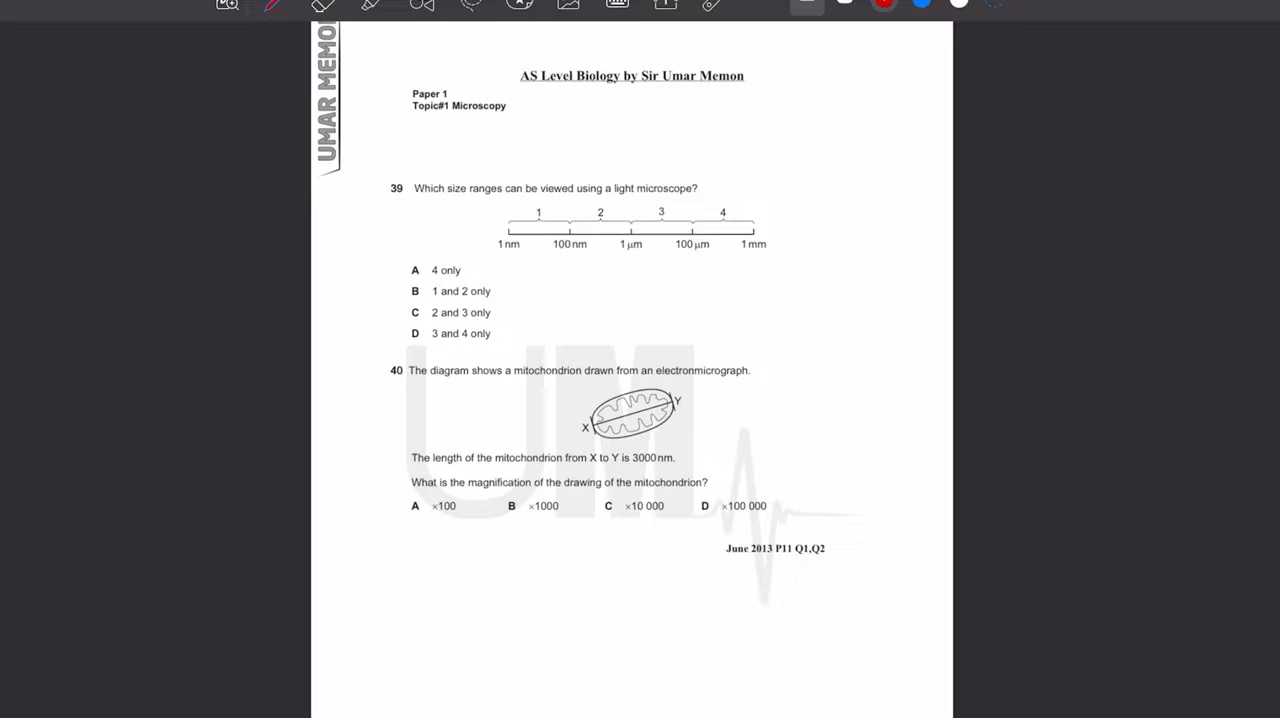 UMAR MEMO
AS Level Biology by Sir Umar Memon
Paper 1
Topic#1 Microscopy
39 Which size ranges can be viewed using a light microscope?
1 2 3 4
1 nm 100 nm 1 µm 100 µm 1 mm
A 4 only
B 1 and 2 only
C 2 and 3 only
D 3 and 4 only
40 The diagram shows a mitochondrion drawn from an electronmicrograph.
Y
X
The length of the mitochondrion from X to Y is 3000 nm.
What is the magnification of the drawing of the mitochondrion?
A ×100 B ×1000 C ×10 000 D ×100 000
UM
June 2013 P11 Q1,Q2